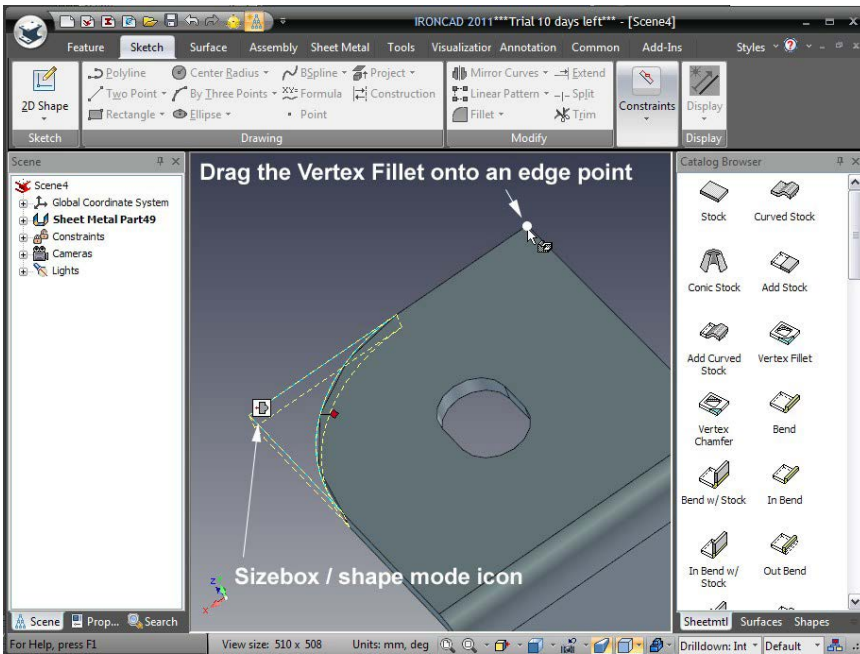 IRONCAD 2011***Trial 10 days left*** - [Scene4]
Feature Sketch Surface Assembly Sheet Metal Tools Visualization Annotation Common Add-Ins Styles
2D Shape
Polyline
Two Point
Rectangle
Center Radius
By Three Points
Ellipse
BSpline
XY= Formula
Point
Project
Construction
Mirror Curves
Linear Pattern
Fillet
Extend
Split
Trim
Constraints
Display
Sketch Drawing Modify Display
Scene
Scene4
Global Coordinate System
Sheet Metal Part49
Constraints
Cameras
Lights
Drag the Vertex Fillet onto an edge point
Sizebox / shape mode icon
z
x
Catalog Browser
Stock
Curved Stock
Conic Stock
Add Stock
Add Curved
Stock
Vertex Fillet
Vertex
Chamfer
Bend
Bend w/ Stock
In Bend
In Bend w/
Stock
Out Bend
Scene Prop... Search
Sheetmtl Surfaces Shapes
For Help, press F1
View size: 510 x 508
Units: mm, deg
Drilldown: Int
Default